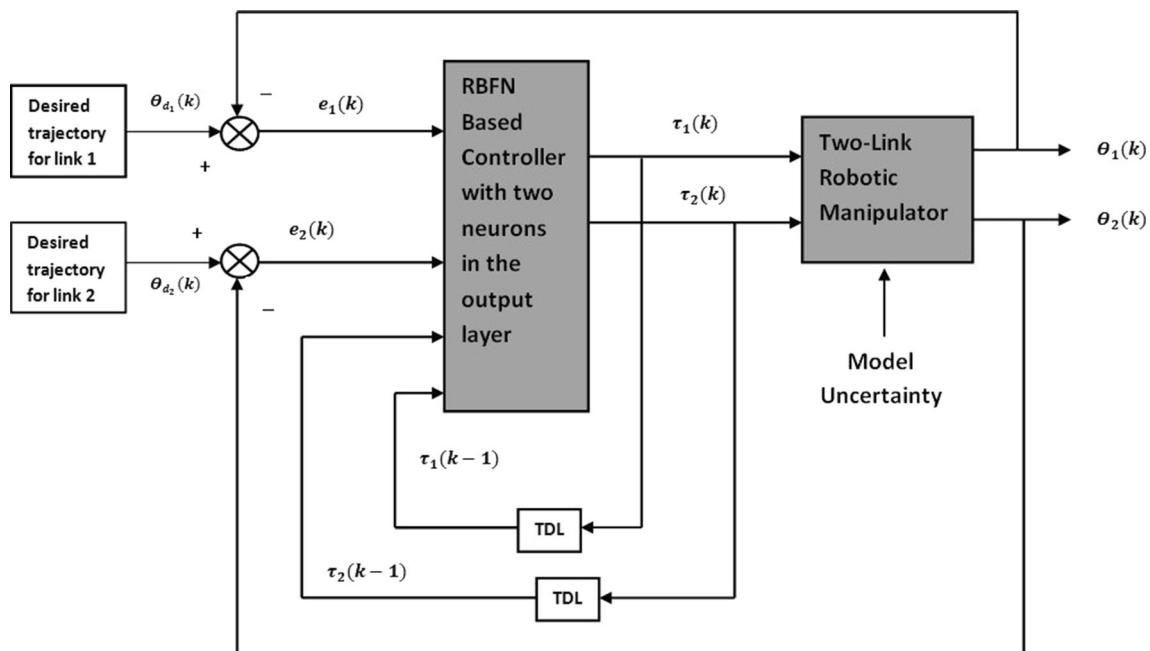 Desired
trajectory
for link 1
θd₁(k)
−
+
e₁(k)
RBFN
Based
Controller
with two
neurons
in the
output
layer
τ₁(k)
τ₂(k)
Two-Link
Robotic
Manipulator
θ₁(k)
θ₂(k)
Desired
trajectory
for link 2
θd₂(k)
+
−
e₂(k)
Model
Uncertainty
τ₁(k − 1)
TDL
τ₂(k − 1)
TDL